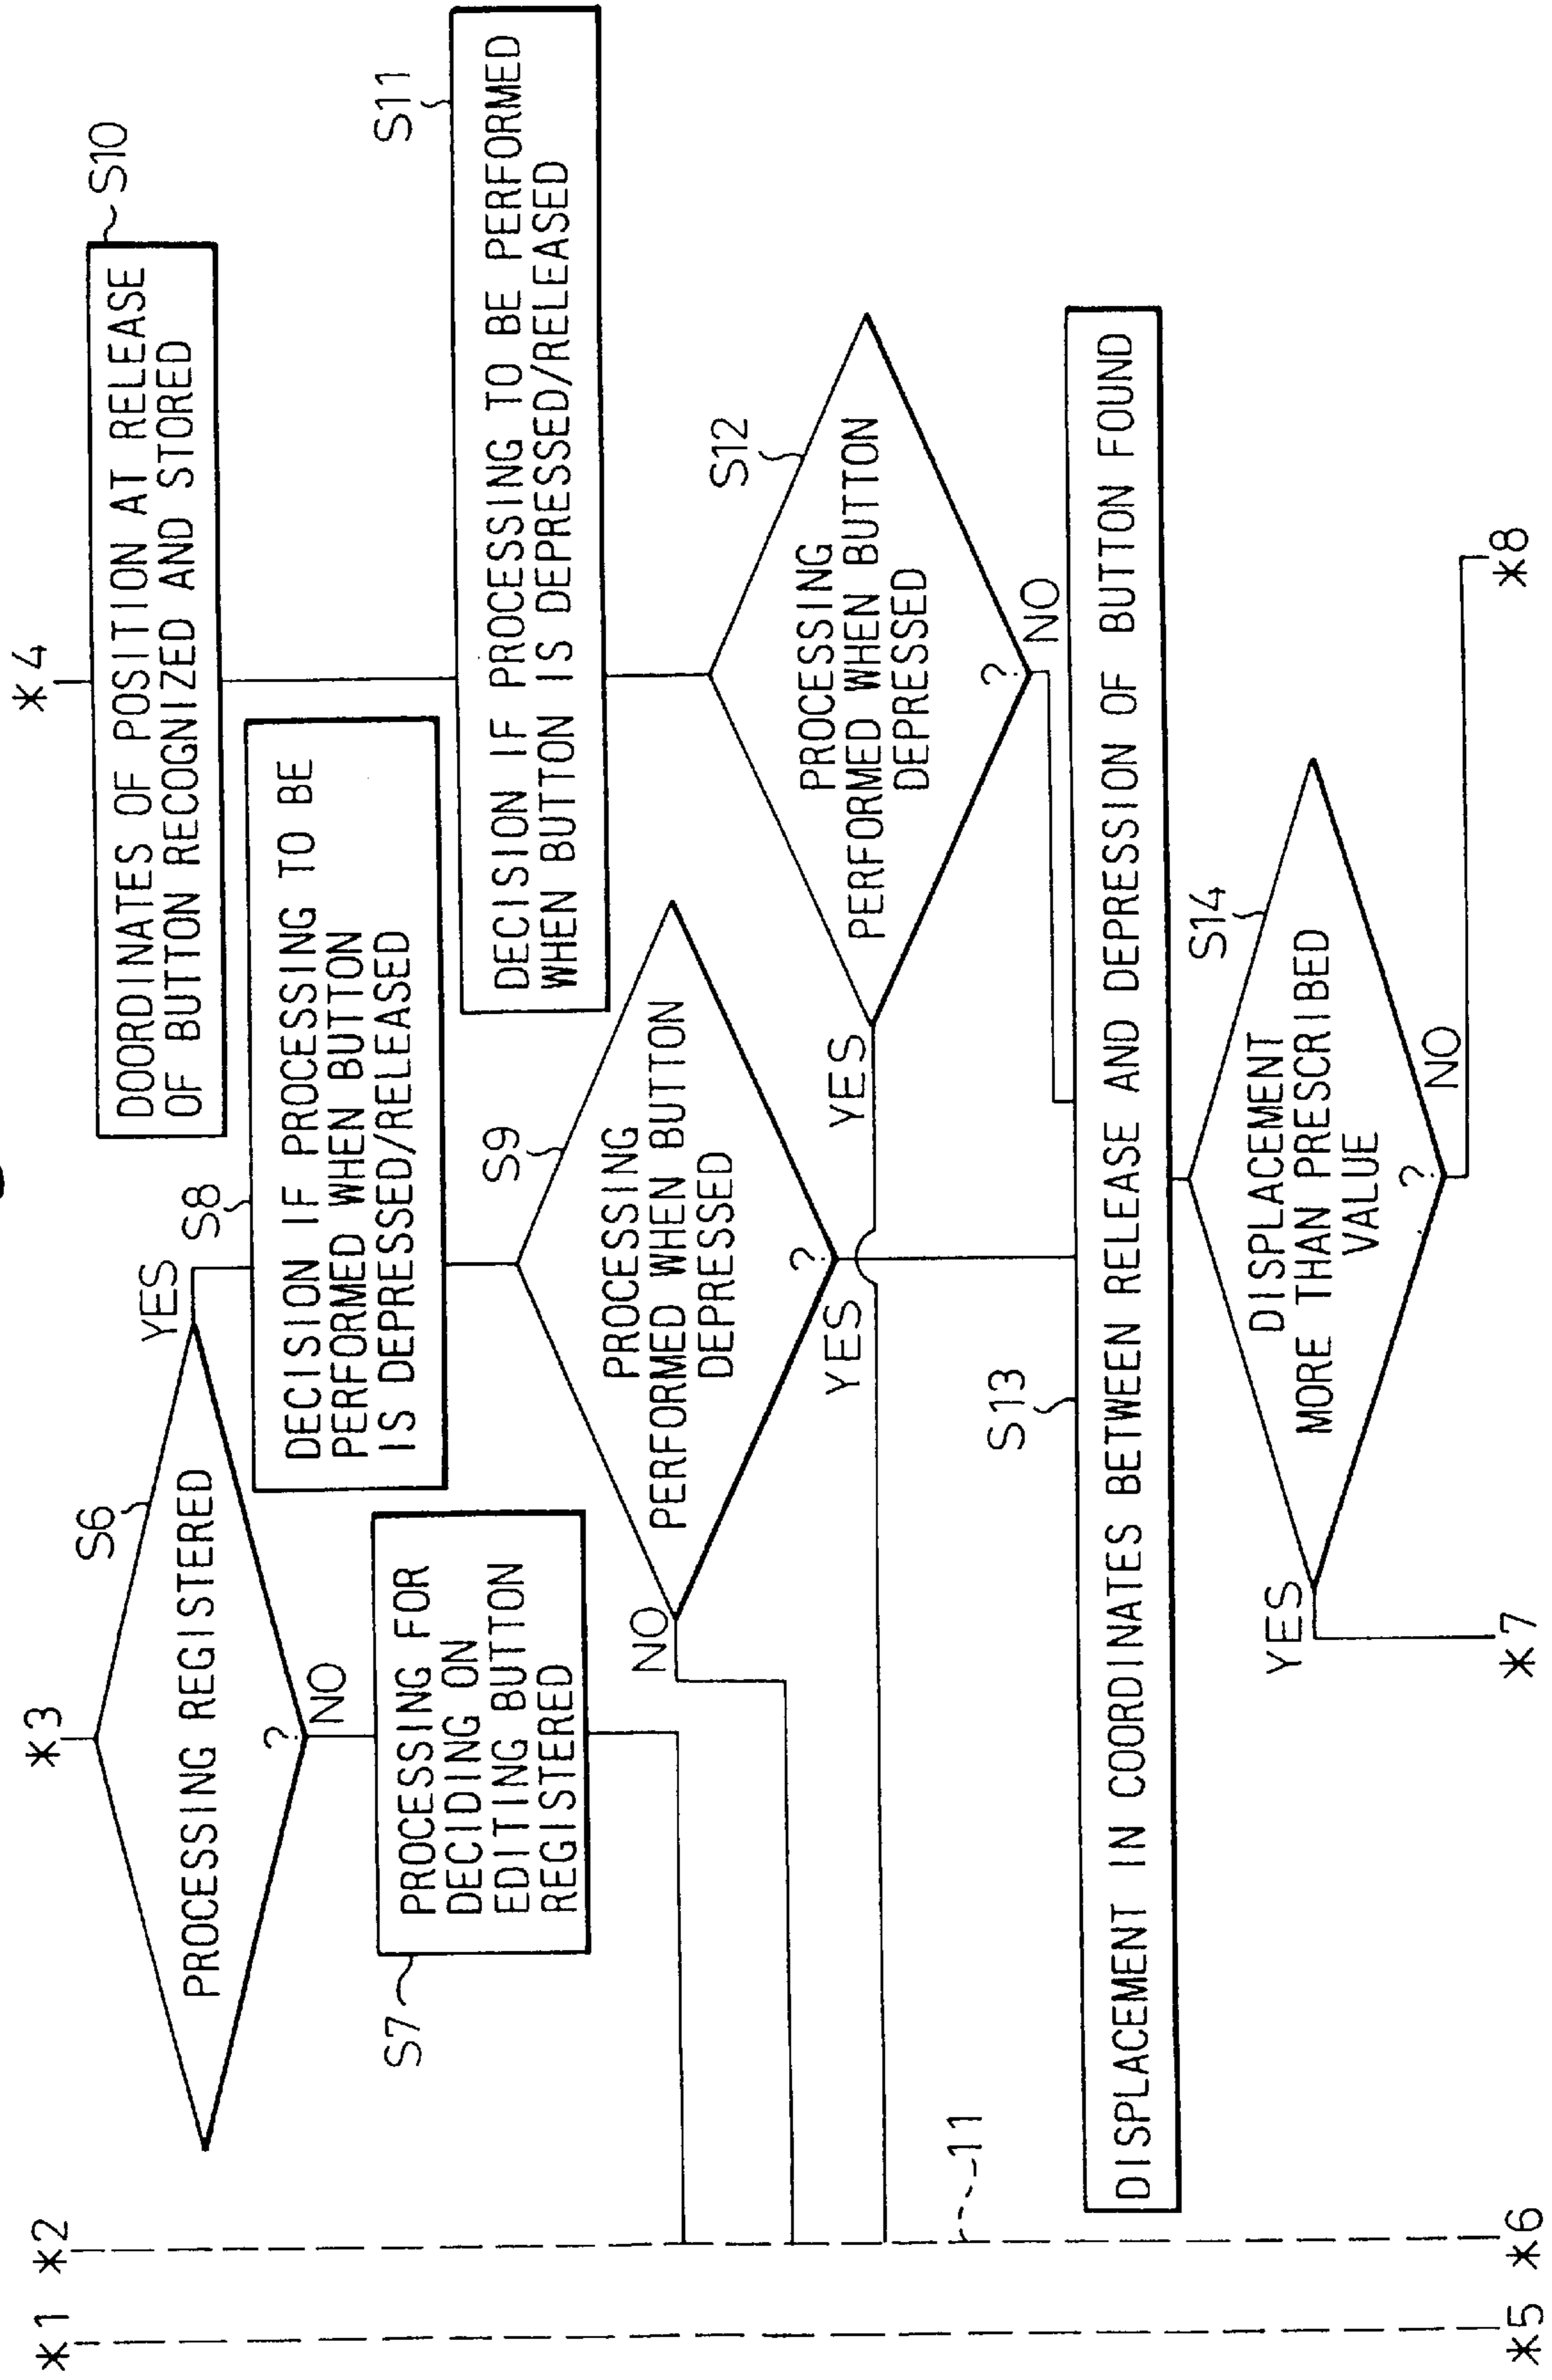 *1 *2
*3
*4
S6
PROCESSING REGISTERED
?
YES
NO
S7
PROCESSING FOR
DECIDING ON
EDITING BUTTON
REGISTERED
S8
DECISION IF PROCESSING TO BE
PERFORMED WHEN BUTTON
IS DEPRESSED/RELEASED
S9
PROCESSING
PERFORMED WHEN BUTTON
DEPRESSED
?
NO
YES
S10
DOORDINATES OF POSITION AT RELEASE
OF BUTTON RECOGNIZED AND STORED
S11
DECISION IF PROCESSING TO BE PERFORMED
WHEN BUTTON IS DEPRESSED/RELEASED
S12
PROCESSING
PERFORMED WHEN BUTTON
DEPRESSED
?
YES
NO
11
S13
DISPLACEMENT IN COORDINATES BETWEEN RELEASE AND DEPRESSION OF BUTTON FOUND
S14
DISPLACEMENT
MORE THAN PRESCRIBED
VALUE
?
YES
NO
*5 *6
*7
*8